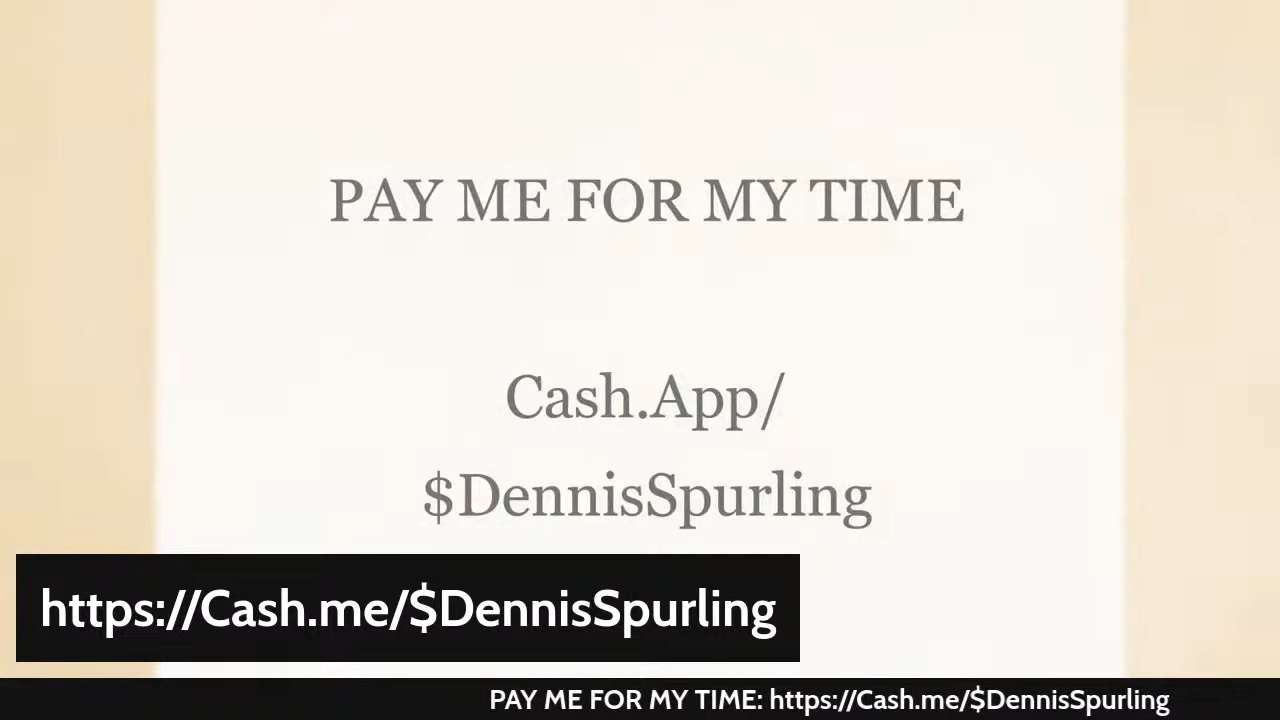 PAY ME FOR MY TIME
Cash.App/
$DennisSpurling
https://Cash.me/$DennisSpurling
PAY ME FOR MY TIME: https://Cash.me/$DennisSpurling